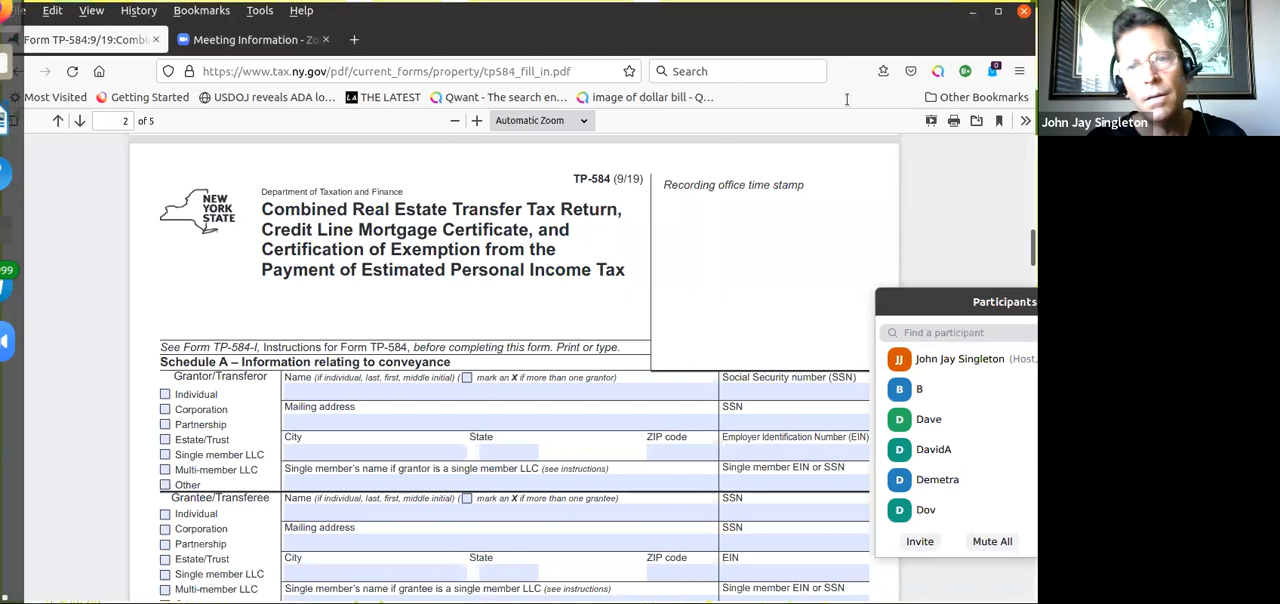 Edit View History Bookmarks Tools Help
Form TP-584:9/19:Combi
Meeting Information - Zo
https://www.tax.ny.gov/pdf/current_forms/property/tp584_fill_in.pdf
Search
0
Most Visited
Getting Started
USDOJ reveals ADA lo...
LA THE LATEST
Qwant - The search en...
image of dollar bill - Q...
Other Bookmarks
2 of 5
Automatic Zoom
John Jay Singleton
NEW
YORK
STATE
Department of Taxation and Finance
TP-584 (9/19)
Recording office time stamp
Combined Real Estate Transfer Tax Return,
Credit Line Mortgage Certificate, and
Certification of Exemption from the
Payment of Estimated Personal Income Tax
See Form TP-584-I, Instructions for Form TP-584, before completing this form. Print or type.
Schedule A – Information relating to conveyance
Grantor/Transferor
Individual
Corporation
Partnership
Estate/Trust
Single member LLC
Multi-member LLC
Other
Name (if individual, last, first, middle initial) ( mark an X if more than one grantor)
Social Security number (SSN)
Mailing address
SSN
City State ZIP code
Employer Identification Number (EIN)
Single member's name if grantor is a single member LLC (see instructions)
Single member EIN or SSN
Grantee/Transferee
Individual
Corporation
Partnership
Estate/Trust
Single member LLC
Multi-member LLC
Name (if individual, last, first, middle initial) ( mark an X if more than one grantee)
SSN
Mailing address
SSN
City State ZIP code
EIN
Single member's name if grantee is a single member LLC (see instructions)
Single member EIN or SSN
Participants
Find a participant
JJ John Jay Singleton (Host,
B B
D Dave
D DavidA
D Demetra
D Dov
Invite Mute All
99